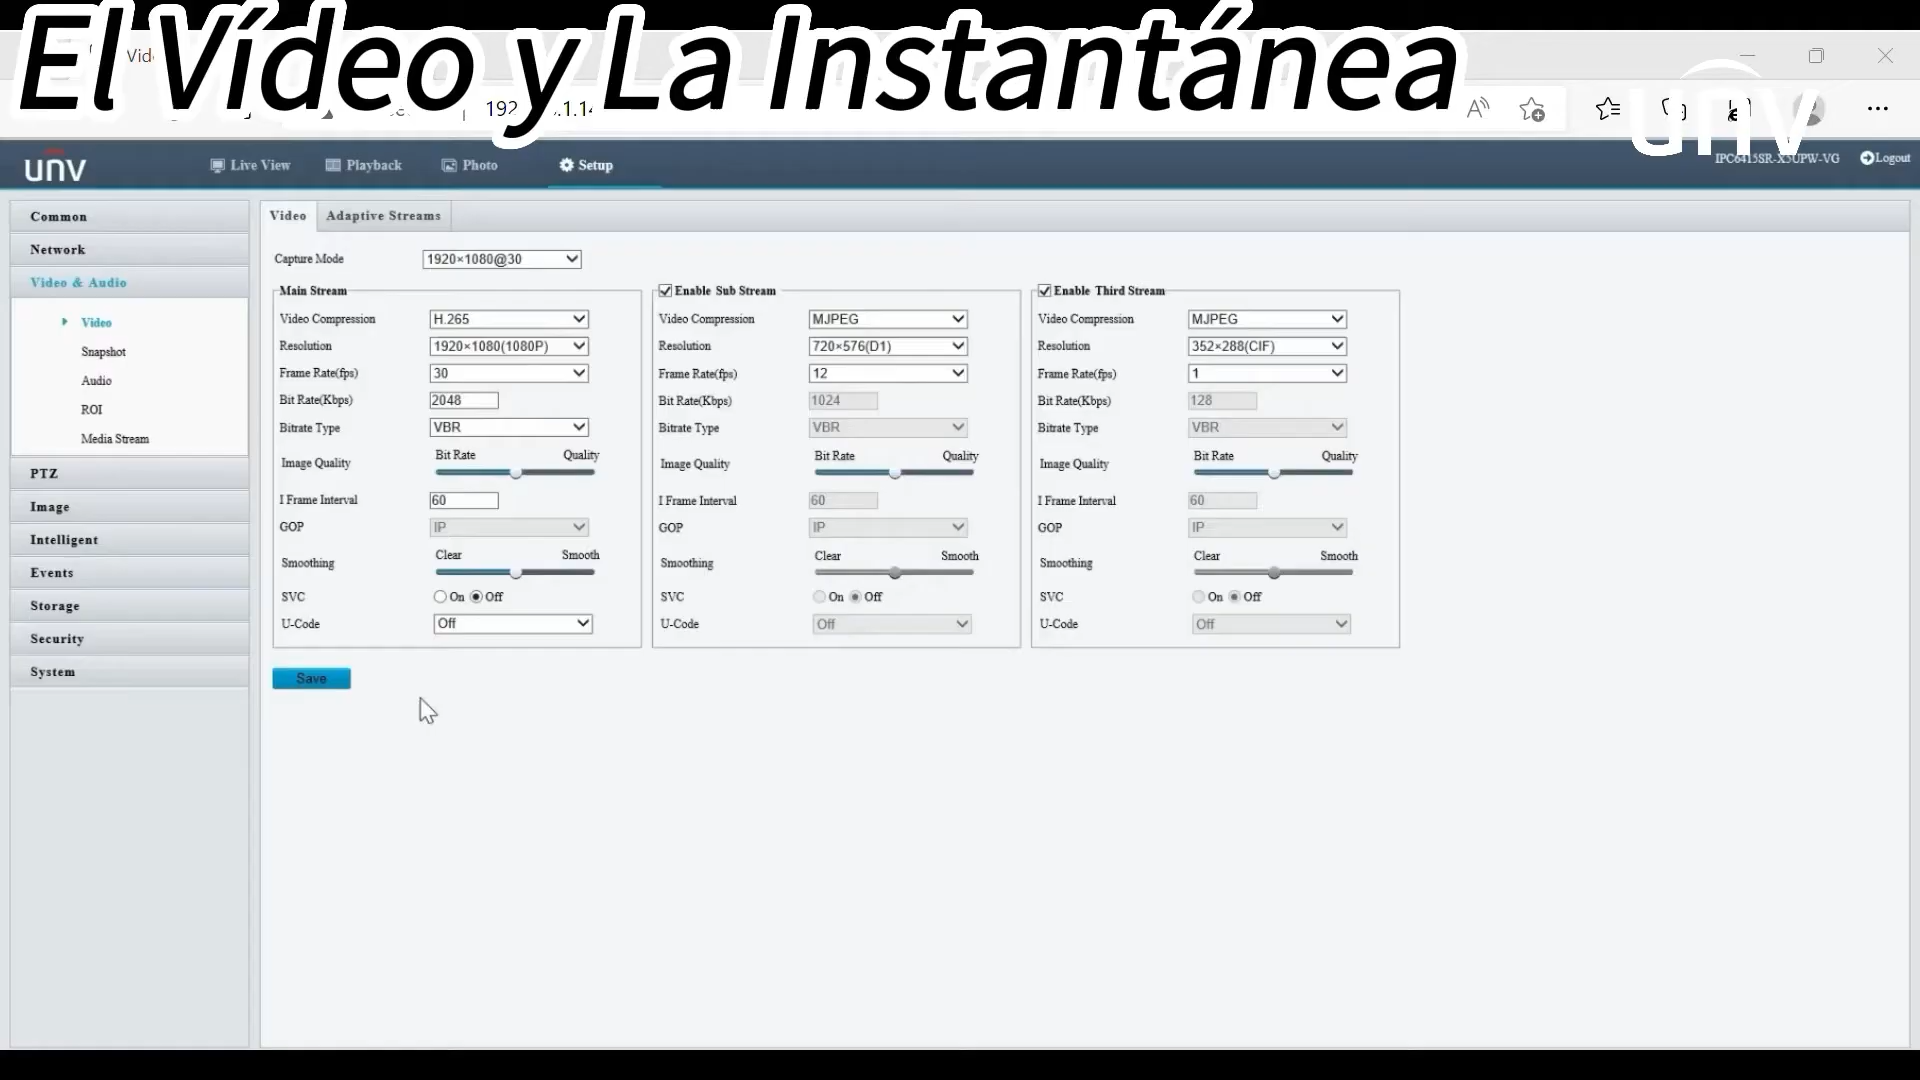 El Vídeo y La Instantánea
unv
unv
Live View
Playback
Photo
Setup
IPC6415SR-X5UPW-VG
Logout
Common
Network
Video & Audio
Video
Snapshot
Audio
ROI
Media Stream
PTZ
Image
Intelligent
Events
Storage
Security
System
Video
Adaptive Streams
Capture Mode 1920×1080@30
Main Stream
Video Compression H.265
Resolution 1920×1080(1080P)
Frame Rate(fps) 30
Bit Rate(Kbps) 2048
Bitrate Type VBR
Image Quality Bit Rate Quality
I Frame Interval 60
GOP IP
Smoothing Clear Smooth
SVC On Off
U-Code Off
Enable Sub Stream
Video Compression MJPEG
Resolution 720×576(D1)
Frame Rate(fps) 12
Bit Rate(Kbps) 1024
Bitrate Type VBR
Image Quality Bit Rate Quality
I Frame Interval 60
GOP IP
Smoothing Clear Smooth
SVC On Off
U-Code Off
Enable Third Stream
Video Compression MJPEG
Resolution 352×288(CIF)
Frame Rate(fps) 1
Bit Rate(Kbps) 128
Bitrate Type VBR
Image Quality Bit Rate Quality
I Frame Interval 60
GOP IP
Smoothing Clear Smooth
SVC On Off
U-Code Off
Save